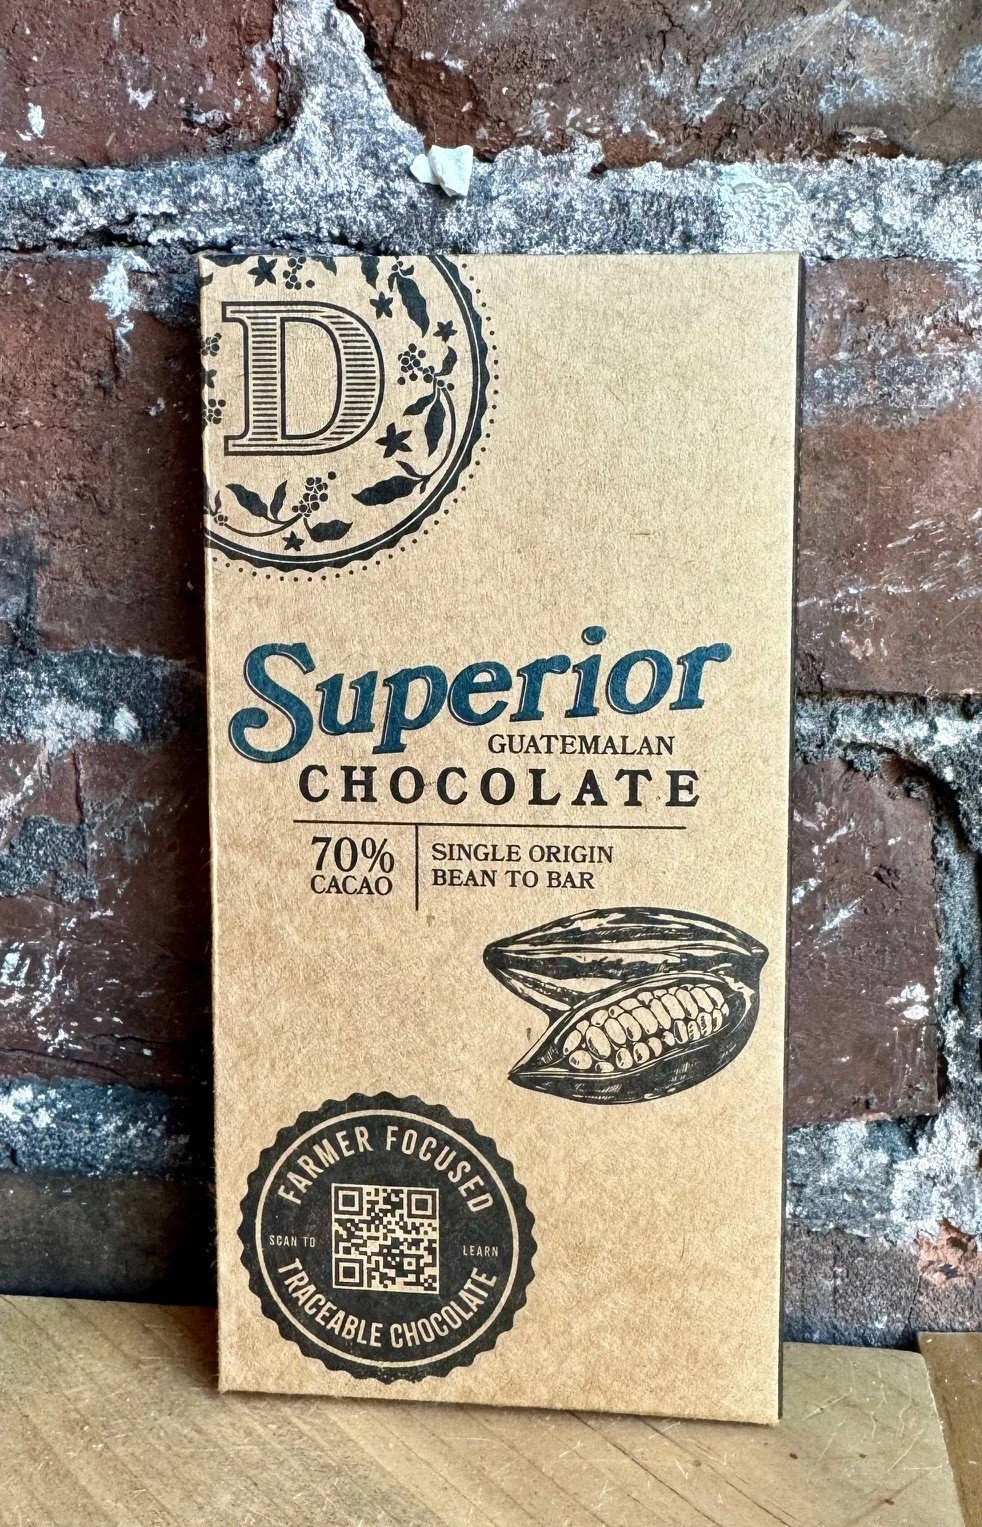 D
Superior
GUATEMALAN
CHOCOLATE
70%
CACAO
SINGLE ORIGIN
BEAN TO BAR
FARMER FOCUSED
SCAN TO
LEARN
TRACEABLE CHOCOLATE